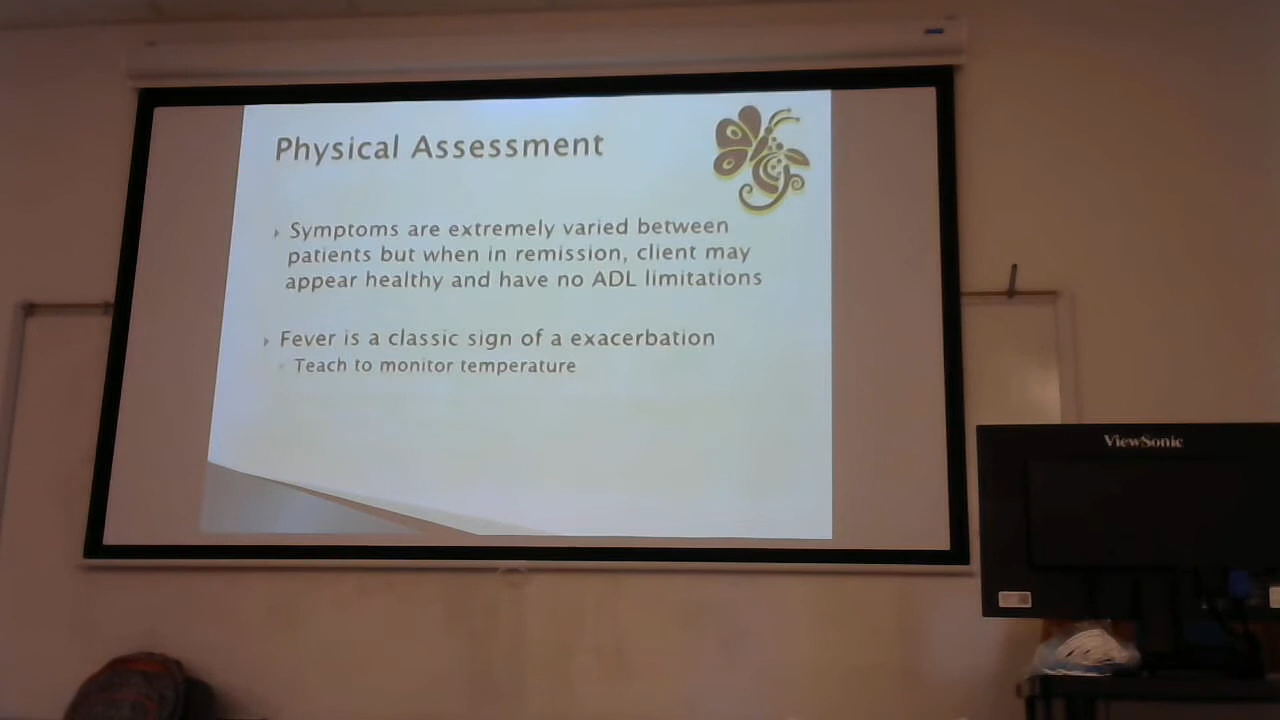 Physical Assessment
Symptoms are extremely varied between
patients but when in remission, client may
appear healthy and have no ADL limitations
Fever is a classic sign of a exacerbation
Teach to monitor temperature
ViewSonic